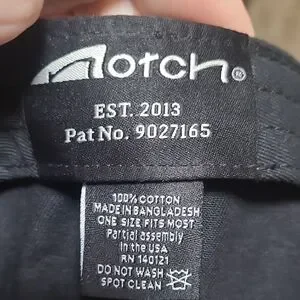 notch®
EST. 2013
Pat No. 9027165
100% COTTON
MADE IN BANGLADESH
ONE SIZE FITS MOST
Partial assembly
in the USA
RN 140121
DO NOT WASH
SPOT CLEAN